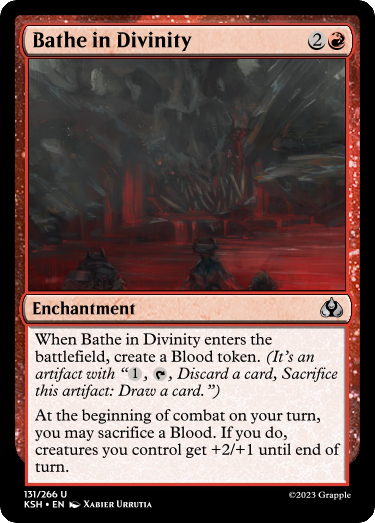 Bathe in Divinity 2
Enchantment
When Bathe in Divinity enters the
battlefield, create a Blood token. (It's an
artifact with “1, , Discard a card, Sacrifice
this artifact: Draw a card.”)
At the beginning of combat on your turn,
you may sacrifice a Blood. If you do,
creatures you control get +2/+1 until end of
turn.
131/266 U
KSH • EN XABIER URRUTIA
©2023 Grapple